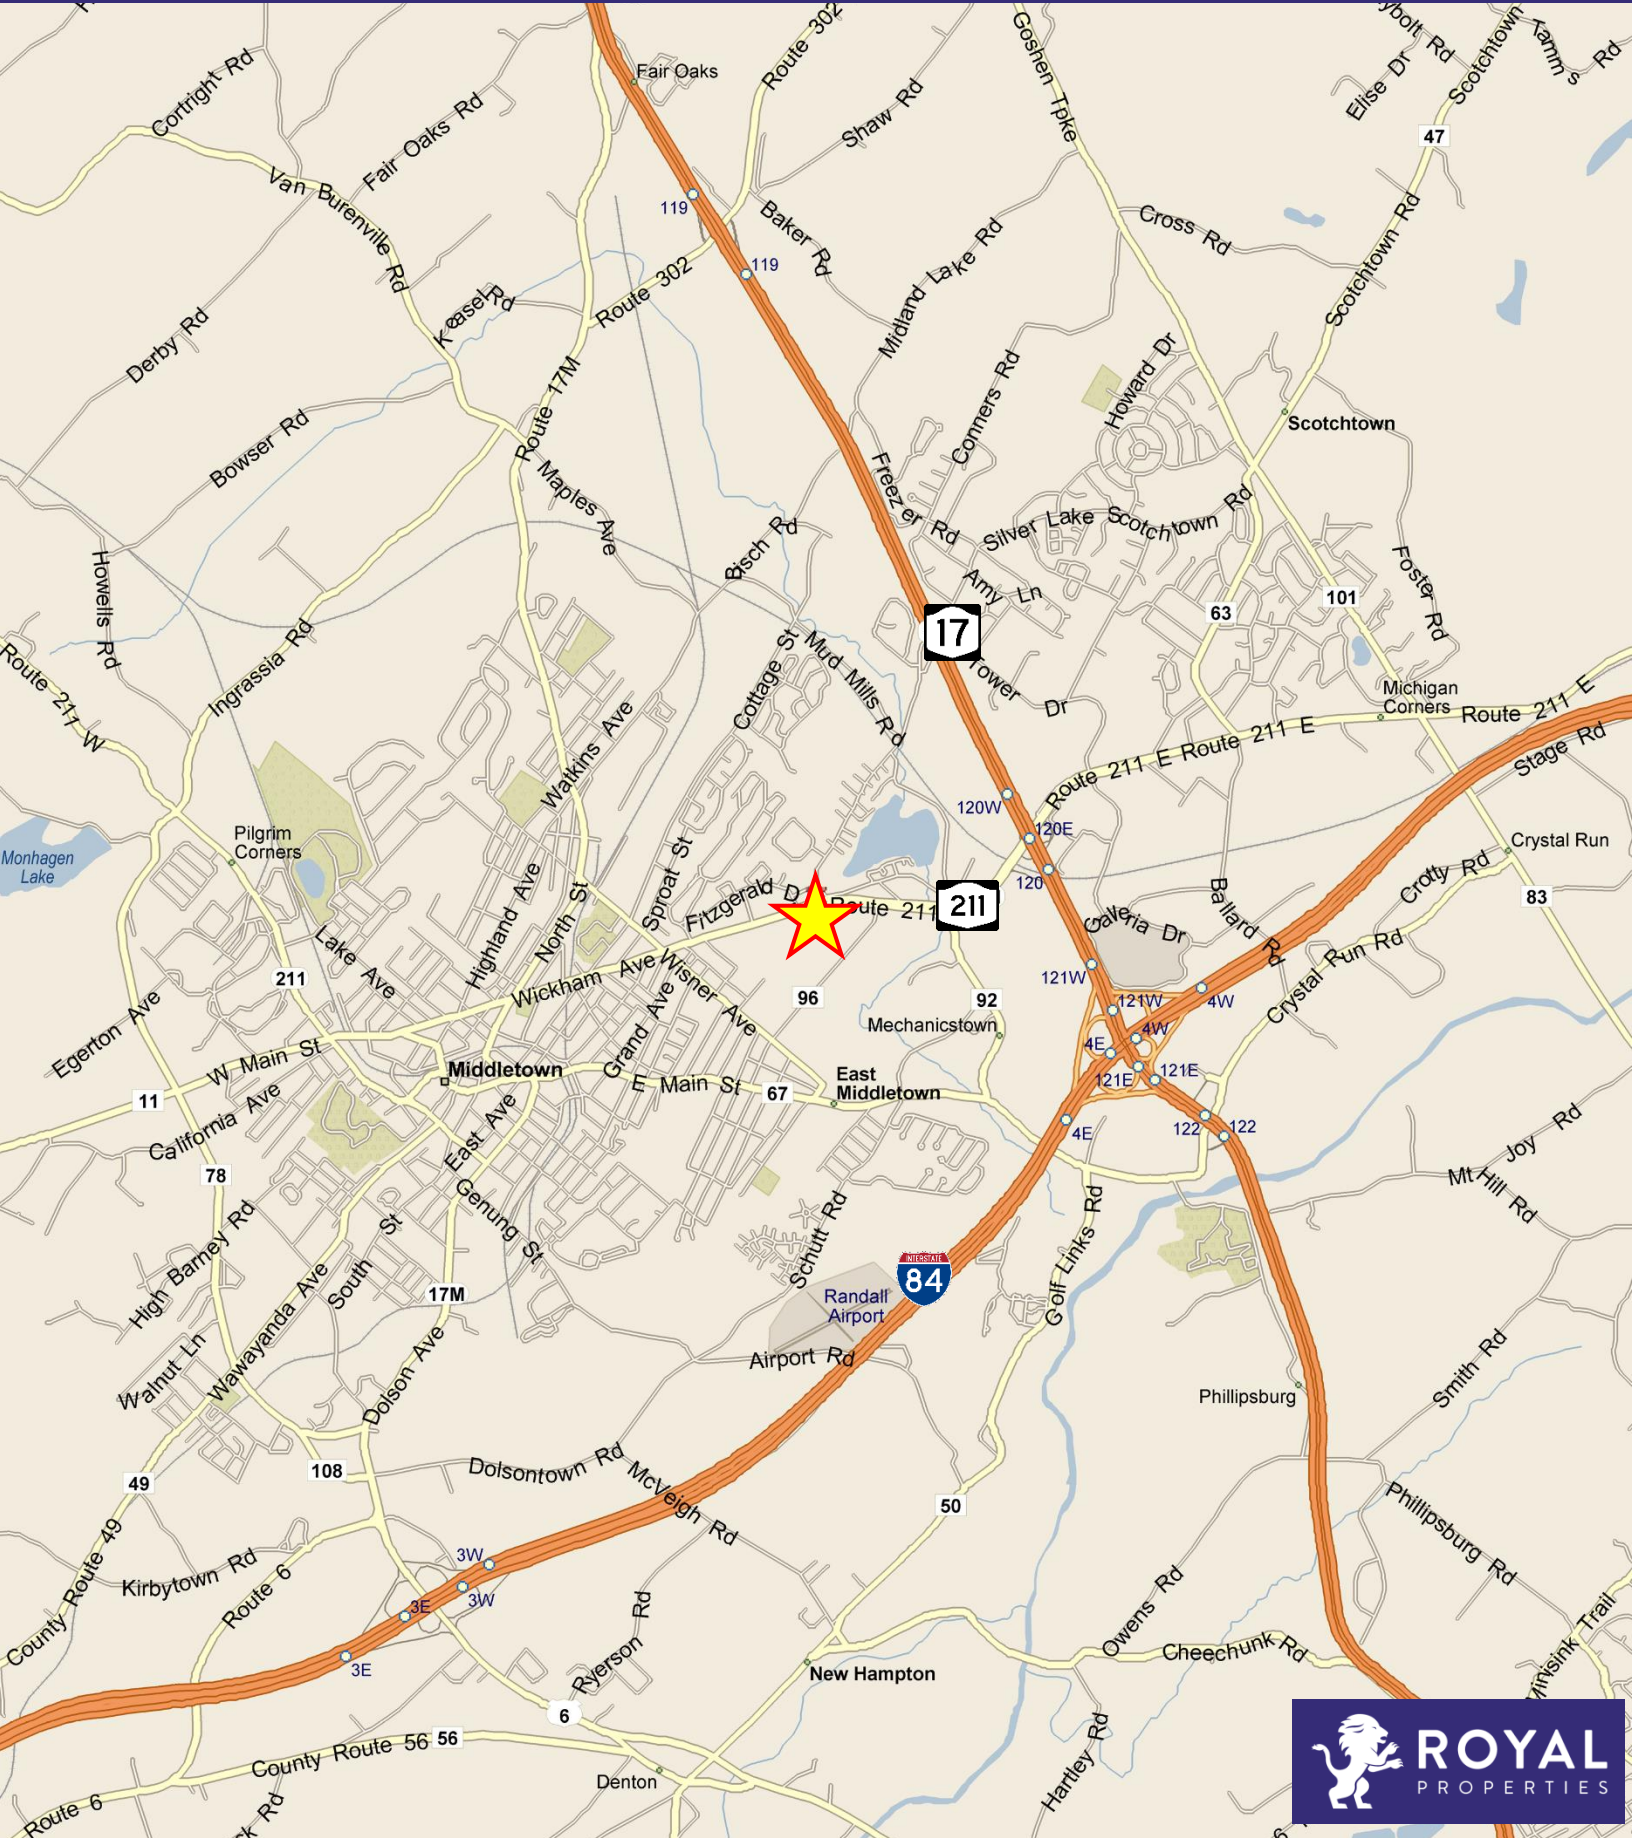 Cortright Rd
Fair Oaks
Route 302
Goshen Tpke
Rd
Scotchtown
Tamms Rd
Elise Dr
47
Fair Oaks Rd
Shaw Rd
Van Burenville Rd
119
Baker Rd
Cross Rd
Scotchtown Rd
119
Midland Lake Rd
Keasel Rd
Route 302
Derby Rd
Howard Dr
Route 17M
Conners Rd
Scotchtown
Bowser Rd
Maples Ave
Freezer Rd
Silver Lake Scotchtown Rd
Bisch Rd
Howells Rd
Foster Rd
Amy Ln
101
63
17
Ingrassia Rd
Cottage St
Mud Mills Rd
Tower Dr
Route 211 W
Michigan
Corners
Route 211 E
Route 211 E
Route 211 E
Stage Rd
Watkins Ave
120W
120E
Pilgrim
Corners
Crystal Run
Monhagen
Lake
120
Crotty Rd
83
Highland Ave
North St
Sproat St
Fitzgerald D
Route 211
211
Galleria Dr
Ballard Rd
Lake Ave
211
Wickham Ave
Wisner Ave
Crystal Run Rd
121W
4W
121W
96
92
Egerton Ave
Mechanicstown
4W
4E
W Main St
Grand Ave
Middletown
121E
121E
East
Middletown
E Main St
67
11
California Ave
East Ave
4E
122
122
Mt Joy Rd
78
Hill Rd
Genung St
High Barney Rd
South St
Schutt Rd
Golf Links Rd
INTERSTATE
84
17M
Randall
Airport
Walnut Ln
Wawayanda Ave
Dolson Ave
Airport Rd
Smith Rd
Phillipsburg
49
108
Dolsontown Rd
McVeigh Rd
50
Phillipsburg Rd
County Route 49
Kirbytown Rd
Route 6
3W
3W
3E
3E
Ryerson Rd
Owens Rd
Cheechunk Rd
Minisink Trail
New Hampton
6
County Route 56
56
Hartley Rd
Denton
Route 6
Rd
ROYAL
PROPERTIES